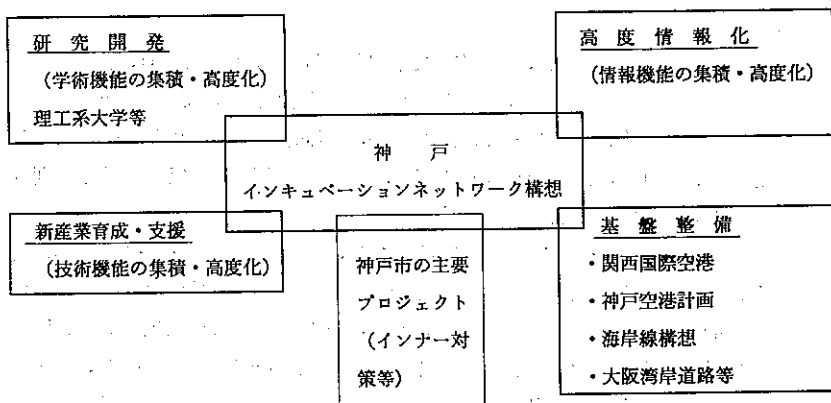 研究開発
(学術機能の集積・高度化)
理工系大学等
高度情報化
(情報機能の集積・高度化)
神戸
インキュベーションネットワーク構想
新産業育成・支援
(技術機能の集積・高度化)
神戸市の主要
プロジェクト
(インナー対
策等)
基盤整備
・関西国際空港
・神戸空港計画
・海岸線構想
・大阪湾岸道路等